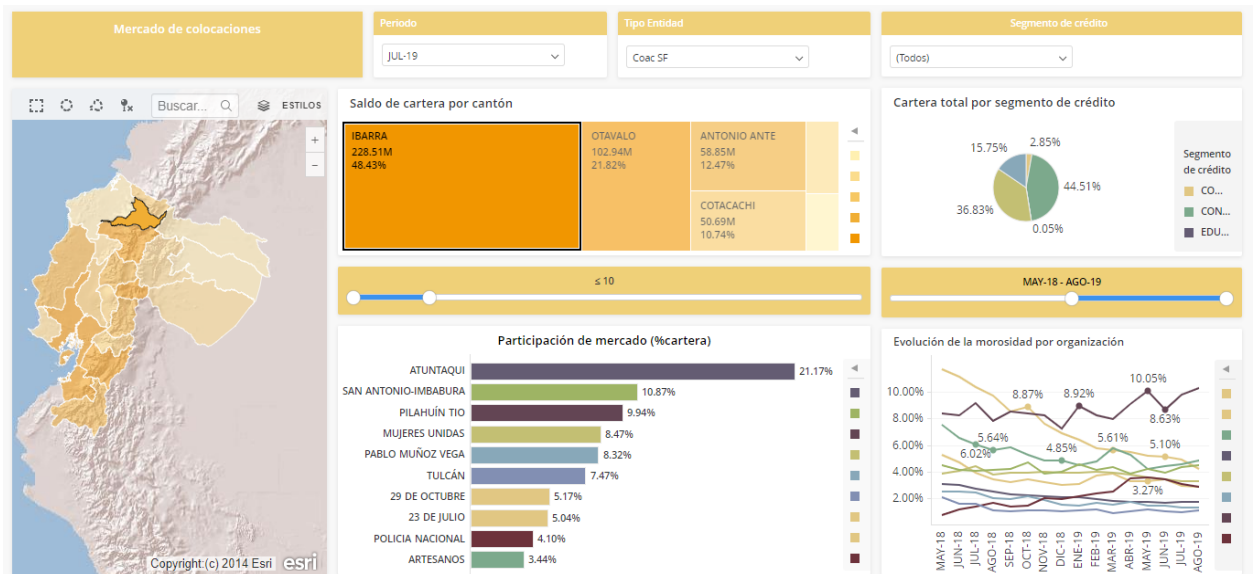 Mercado de colocaciones
Periodo
Tipo Entidad
Segmento de crédito
JUL-19
Coac SF
(Todos)
Buscar...
ESTILOS
+
−
Copyright:(c) 2014 Esri
esri
Saldo de cartera por cantón
IBARRA
228.51M
48.43%
OTAVALO
102.94M
21.82%
ANTONIO ANTE
58.85M
12.47%
COTACACHI
50.69M
10.74%
Cartera total por segmento de crédito
15.75%
2.85%
44.51%
36.83%
0.05%
Segmento
de crédito
CO...
CON...
EDU...
≤ 10
MAY-18 - AGO-19
Participación de mercado (%cartera)
ATUNTAQUI 21.17%
SAN ANTONIO-IMBABURA 10.87%
PILAHUÍN TIO 9.94%
MUJERES UNIDAS 8.47%
PABLO MUÑOZ VEGA 8.32%
TULCÁN 7.47%
29 DE OCTUBRE 5.17%
23 DE JULIO 5.04%
POLICIA NACIONAL 4.10%
ARTESANOS 3.44%
Evolución de la morosidad por organización
10.00%
8.00%
6.00%
4.00%
2.00%
8.87%
8.92%
10.05%
8.63%
5.64%
6.02%
4.85%
5.61%
5.10%
3.27%
MAY-18
JUN-18
JUL-18
AGO-18
SEP-18
OCT-18
NOV-18
DIC-18
ENE-19
FEB-19
MAR-19
ABR-19
MAY-19
JUN-19
JUL-19
AGO-19